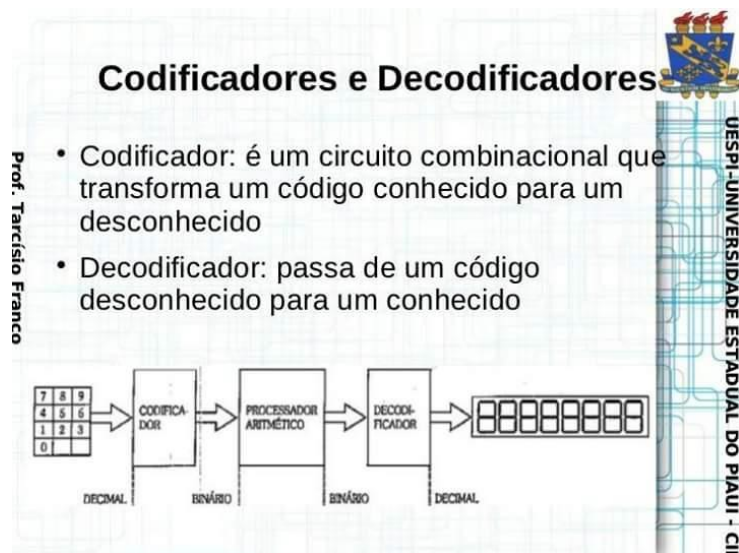 Codificadores e Decodificadores
• Codificador: é um circuito combinacional que
transforma um código conhecido para um
desconhecido
• Decodificador: passa de um código
desconhecido para um conhecido
Prof. Tarcísio Franco
UESPI-UNIVERSIDADE ESTADUAL DO PIAUI - CI
7 8 9
4 5 6
1 2 3
0
CODIFICA-
DOR
PROCESSADOR
ARITMÉTICO
DECODI-
FICADOR
DECIMAL
BINÁRIO
BINÁRIO
DECIMAL